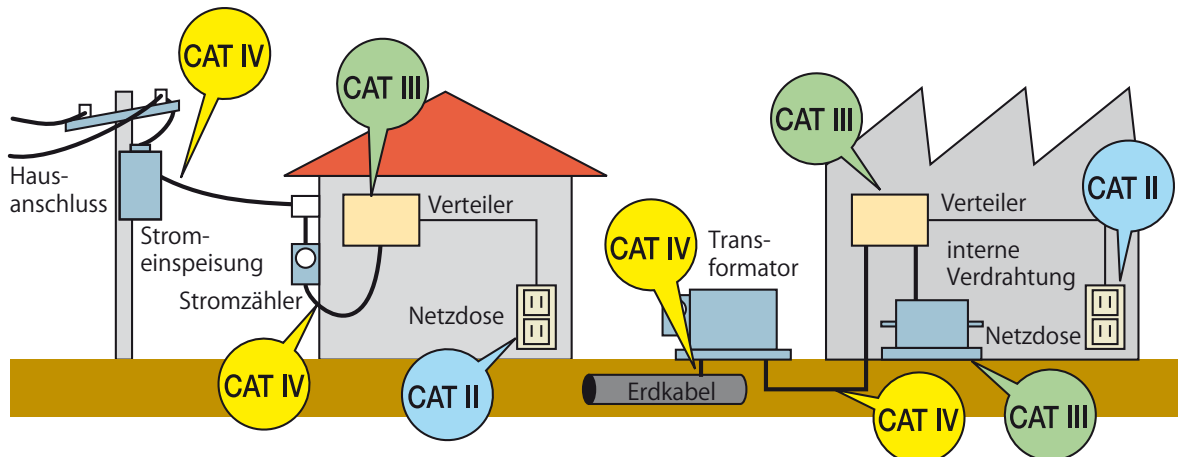 CAT IV
CAT III
CAT III
CAT II
Haus-
anschluss
Strom-
einspeisung
Stromzähler
Verteiler
Netzdose
CAT IV
CAT II
CAT IV
Trans-
formator
Erdkabel
Verteiler
interne
Verdrahtung
Netzdose
CAT IV
CAT III